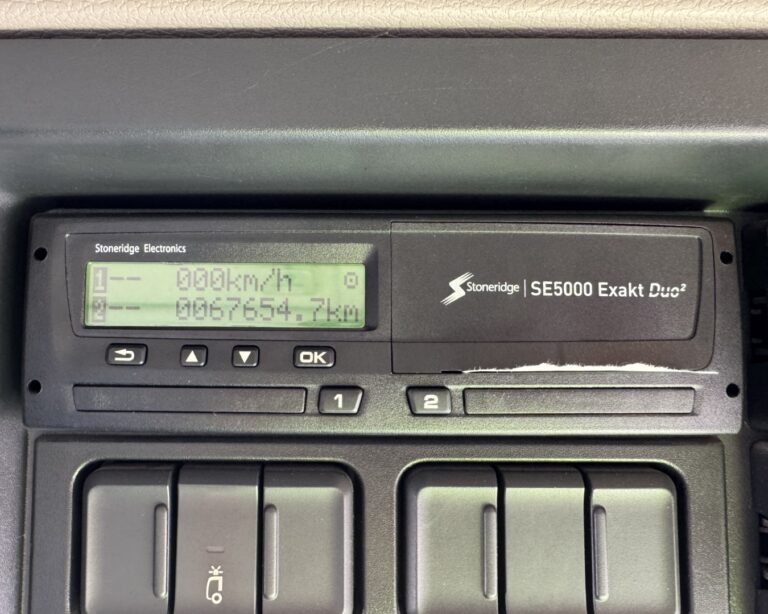 Stoneridge Electronics
1-- 000km/h
2-- 0067654.7km
Stoneridge | SE5000 Exakt Duo²
OK
1 2